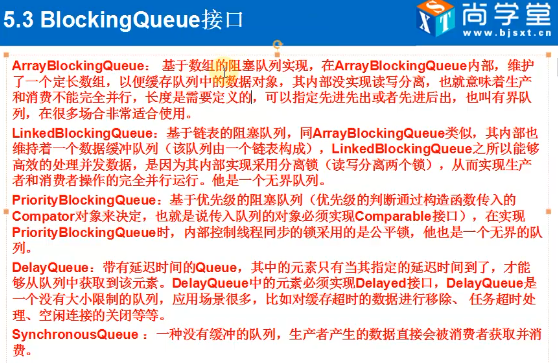 5.3 BlockingQueue接口
尚学堂
www.bjsxt.cn
ArrayBlockingQueue： 基于数组的阻塞队列实现，在ArrayBlockingQueue内部，维护
了一个定长数组，以便缓存队列中的数据对象，其内部没实现读写分离，也就意味着生产
和消费不能完全并行，长度是需要定义的，可以指定先进先出或者先进后出，也叫有界队
列，在很多场合非常适合使用。
LinkedBlockingQueue：基于链表的阻塞队列，同ArrayBlockingQueue类似，其内部也
维持着一个数据缓冲队列（该队列由一个链表构成），LinkedBlockingQueue之所以能够
高效的处理并发数据，是因为其内部实现采用分离锁（读写分离两个锁），从而实现生产
者和消费者操作的完全并行运行。他是一个无界队列。
PriorityBlockingQueue：基于优先级的阻塞队列（优先级的判断通过构造函数传入的
Compator对象来决定，也就是说传入队列的对象必须实现Comparable接口），在实现
PriorityBlockingQueue时，内部控制线程同步的锁采用的是公平锁，他也是一个无界的队
列。
DelayQueue：带有延迟时间的Queue，其中的元素只有当其指定的延迟时间到了，才能
够从队列中获取到该元素。DelayQueue中的元素必须实现Delayed接口，DelayQueue是
一个没有大小限制的队列，应用场景很多，比如对缓存超时的数据进行移除、任务超时处
理、空闲连接的关闭等等。
SynchronousQueue ：一种没有缓冲的队列，生产者产生的数据直接会被消费者获取并消
费。